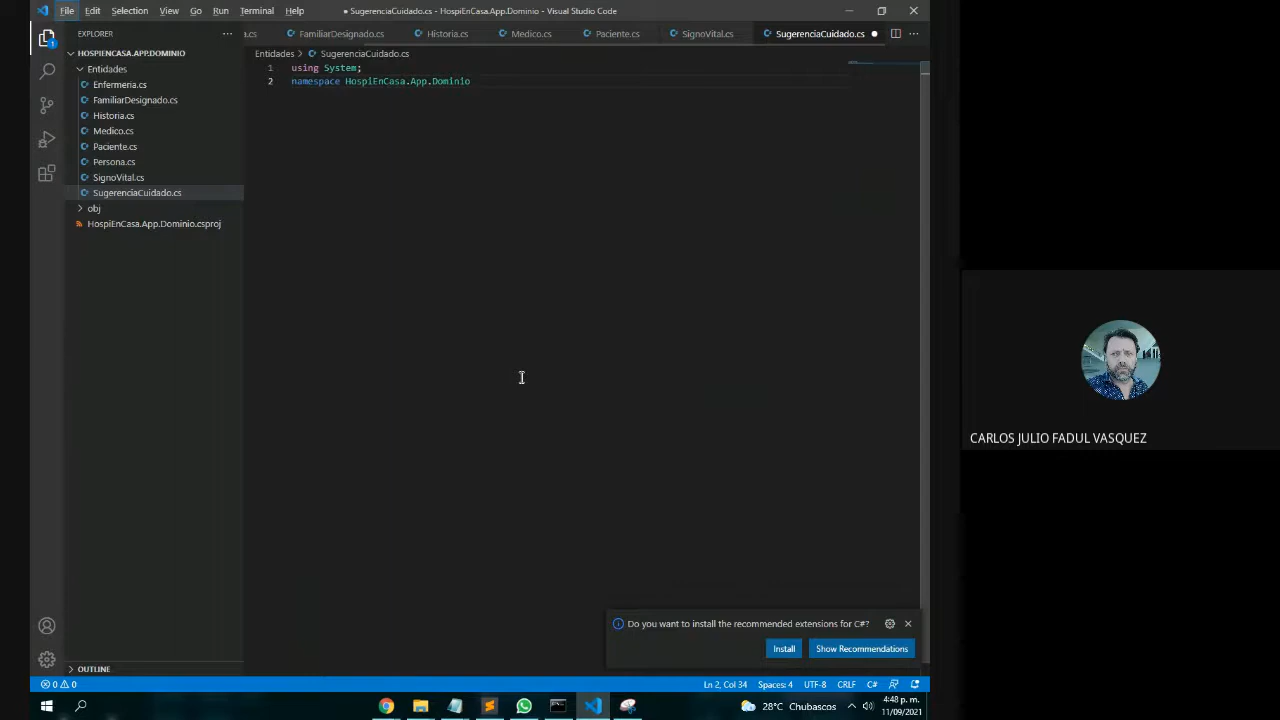 File Edit Selection View Go Run Terminal Help
● SugerenciaCuidado.cs - HospiEnCasa.App.Dominio - Visual Studio Code
EXPLORER
a.cs FamiliarDesignado.cs Historia.cs Medico.cs Paciente.cs SignoVital.cs SugerenciaCuidado.cs
HOSPIENCASA.APP.DOMINIO
Entidades
Enfermeria.cs
FamiliarDesignado.cs
Historia.cs
Medico.cs
Paciente.cs
Persona.cs
SignoVital.cs
SugerenciaCuidado.cs
obj
HospiEnCasa.App.Dominio.csproj
OUTLINE
Entidades > SugerenciaCuidado.cs
1 using System;
2 namespace HospiEnCasa.App.Dominio
Do you want to install the recommended extensions for C#?
Install Show Recommendations
0 0
Ln 2, Col 34 Spaces: 4 UTF-8 CRLF C#
28°C Chubascos
4:48 p. m.
11/09/2021
1
CARLOS JULIO FADUL VASQUEZ